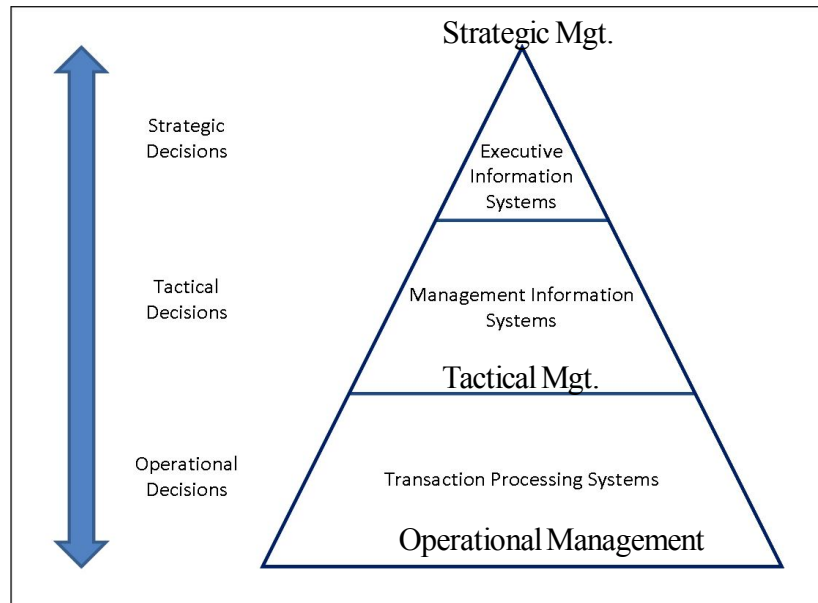 Strategic Mgt.
Strategic
Decisions
Executive
Information
Systems
Tactical
Decisions
Management Information
Systems
Tactical Mgt.
Operational
Decisions
Transaction Processing Systems
Operational Management